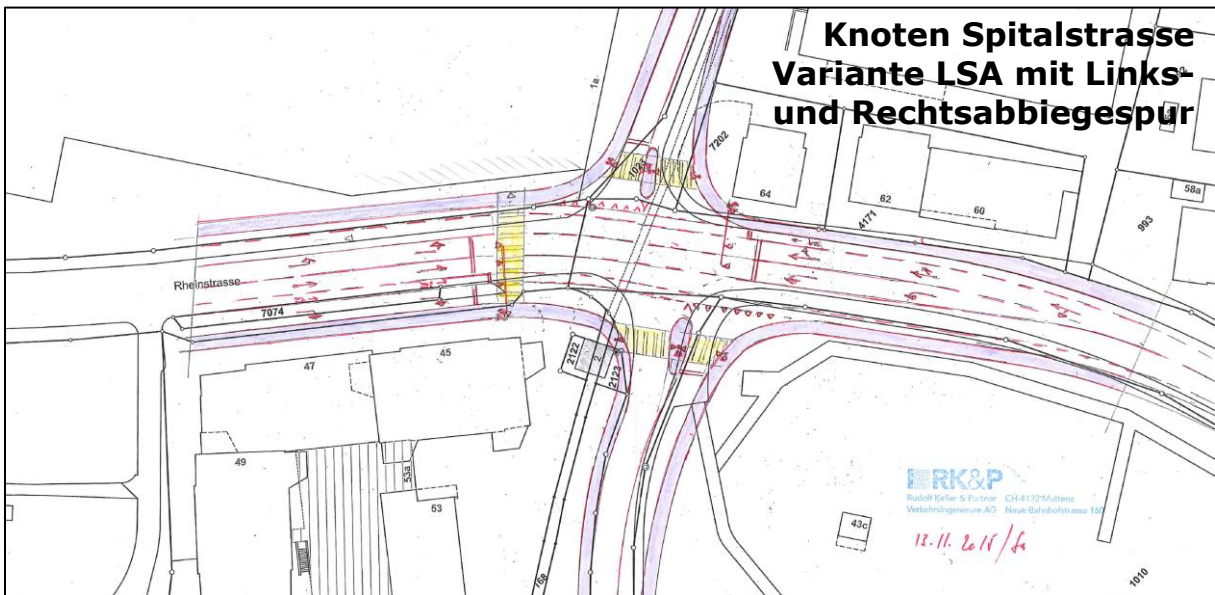 Knoten Spitalstrasse
Variante LSA mit Links-
und Rechtsabbiegespur
1a
7202
64
62
60
4171
58a
993
Rheinstrasse
7074
47
45
2122
2
2123
49
53a
53
RK&P
Rudolf Keller & Partner CH-4132 Muttenz
Verkehrsingenieure AG Neue Bahnhofstrasse 160
43c
1010